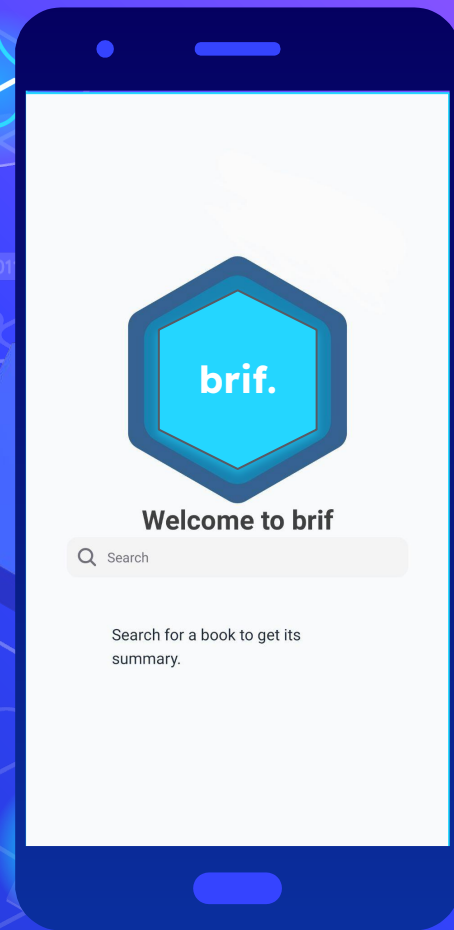 brif.
Welcome to brif
Search
Search for a book to get its
summary.